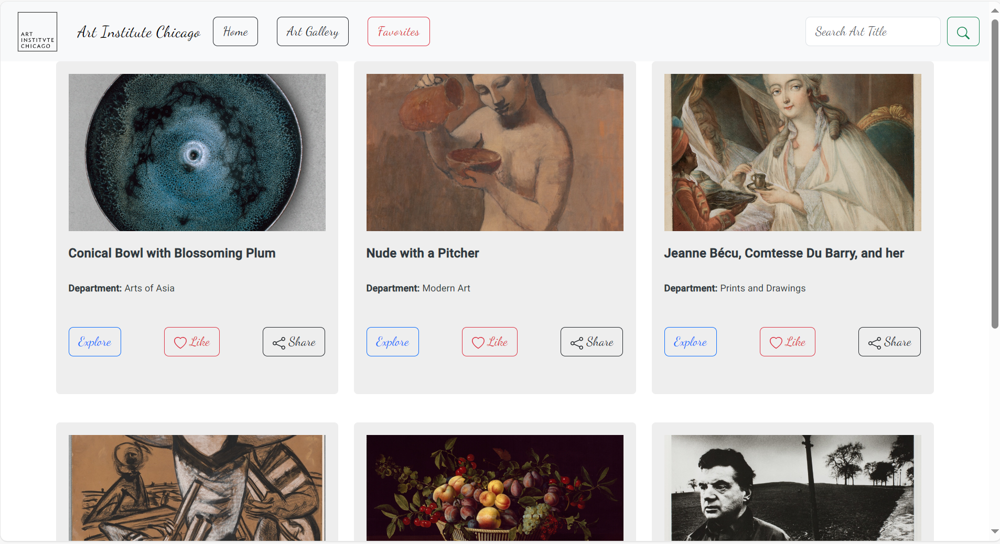 ART
INSTITVTE
CHICAGO
Art Institute Chicago
Home
Art Gallery
Favorites
Search Art Title
Conical Bowl with Blossoming Plum
Department: Arts of Asia
Explore
Like
Share
Nude with a Pitcher
Department: Modern Art
Explore
Like
Share
Jeanne Bécu, Comtesse Du Barry, and her
Department: Prints and Drawings
Explore
Like
Share